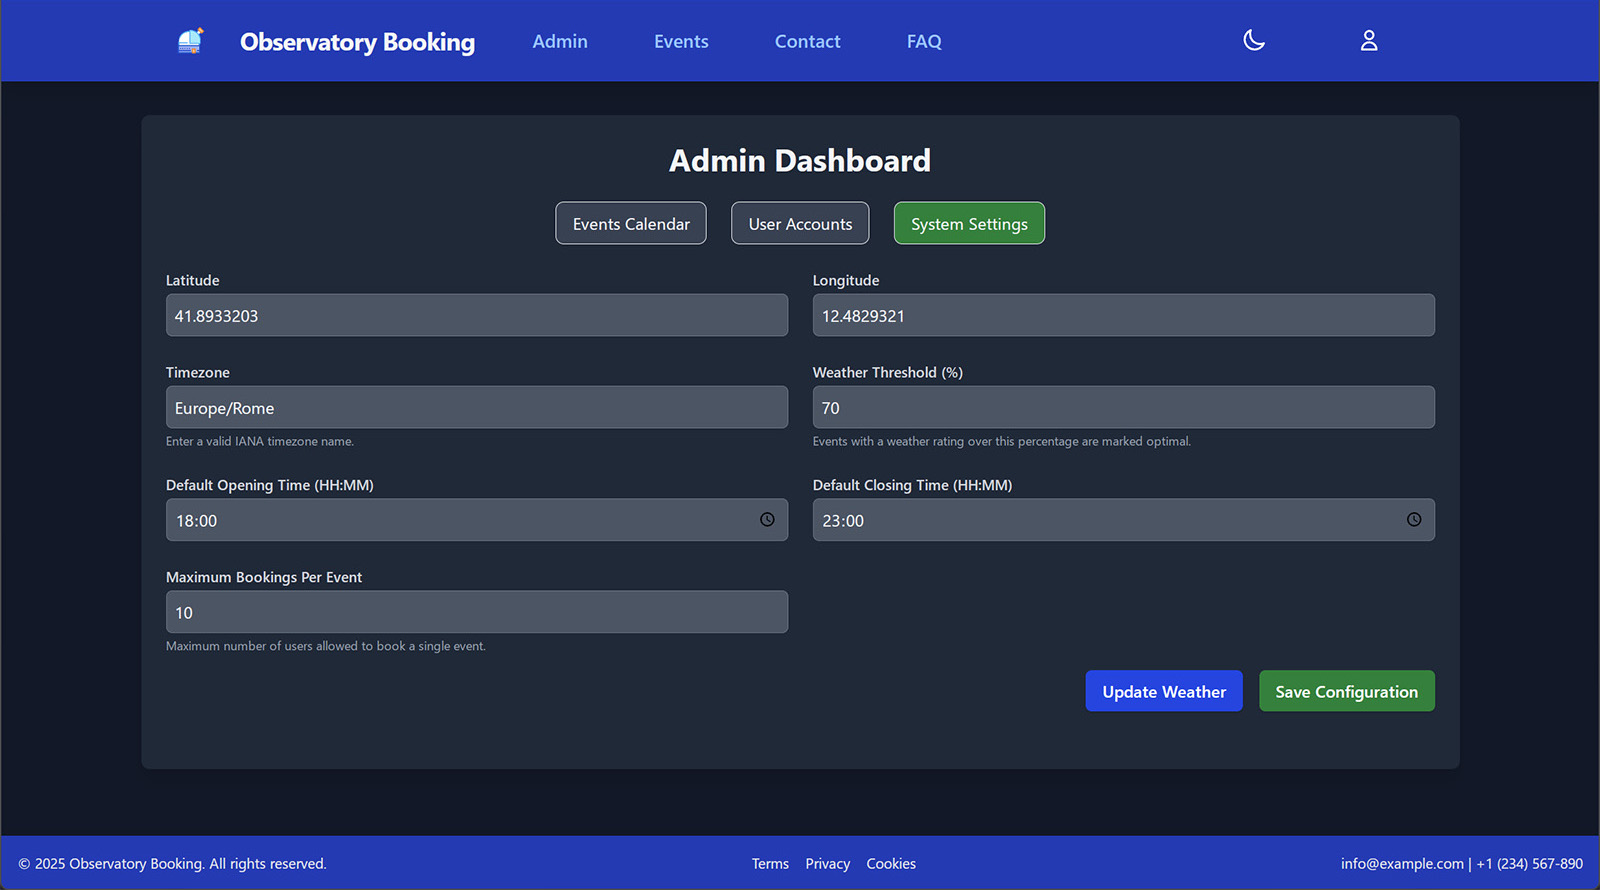 Observatory Booking
Admin
Events
Contact
FAQ
Admin Dashboard
Events Calendar
User Accounts
System Settings
Latitude
41.8933203
Longitude
12.4829321
Timezone
Europe/Rome
Enter a valid IANA timezone name.
Weather Threshold (%)
70
Events with a weather rating over this percentage are marked optimal.
Default Opening Time (HH:MM)
18:00
Default Closing Time (HH:MM)
23:00
Maximum Bookings Per Event
10
Maximum number of users allowed to book a single event.
Update Weather
Save Configuration
© 2025 Observatory Booking. All rights reserved.
Terms
Privacy
Cookies
info@example.com | +1 (234) 567-890